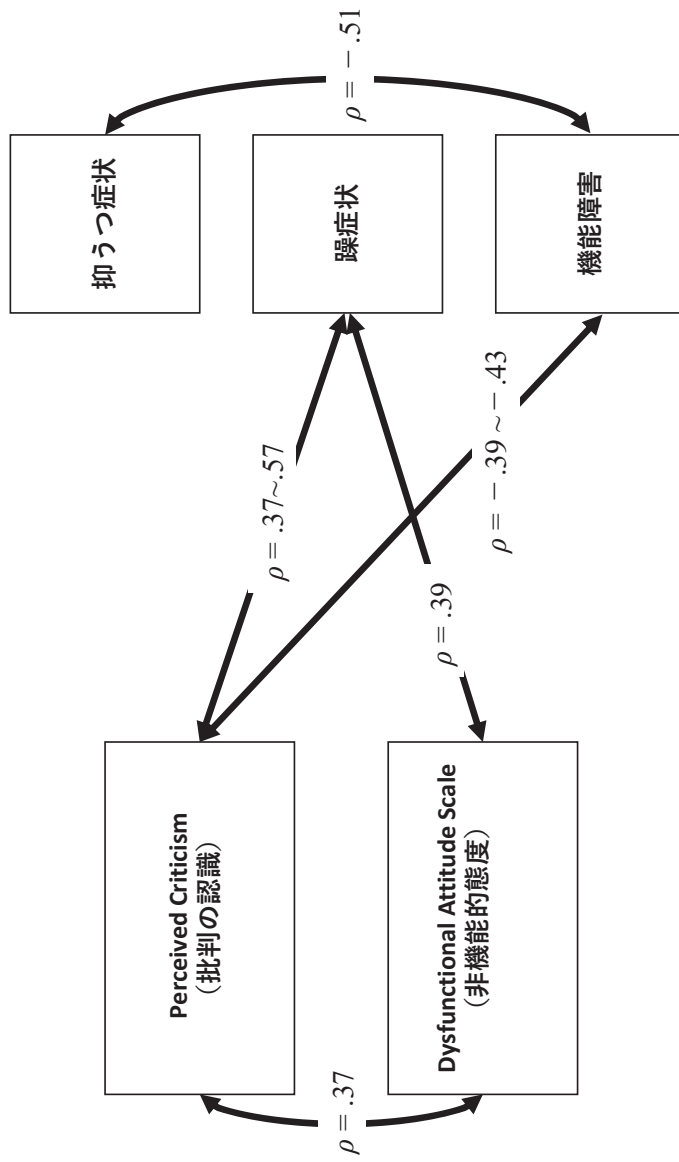 Perceived Criticism
（批判の認識）
Dysfunctional Attitude Scale
（非機能的態度）
抑うつ症状
躁症状
機能障害
ρ = .37
ρ = .37~.57
ρ = .39
ρ = −.39 ~ −.43
ρ = −.51